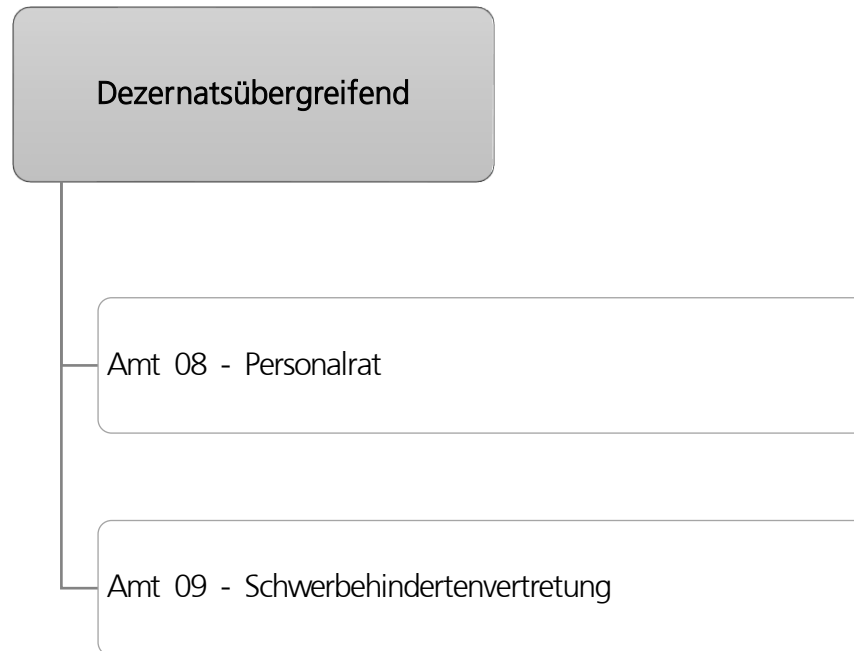 Dezernatsübergreifend
Amt 08 - Personalrat
Amt 09 - Schwerbehindertenvertretung